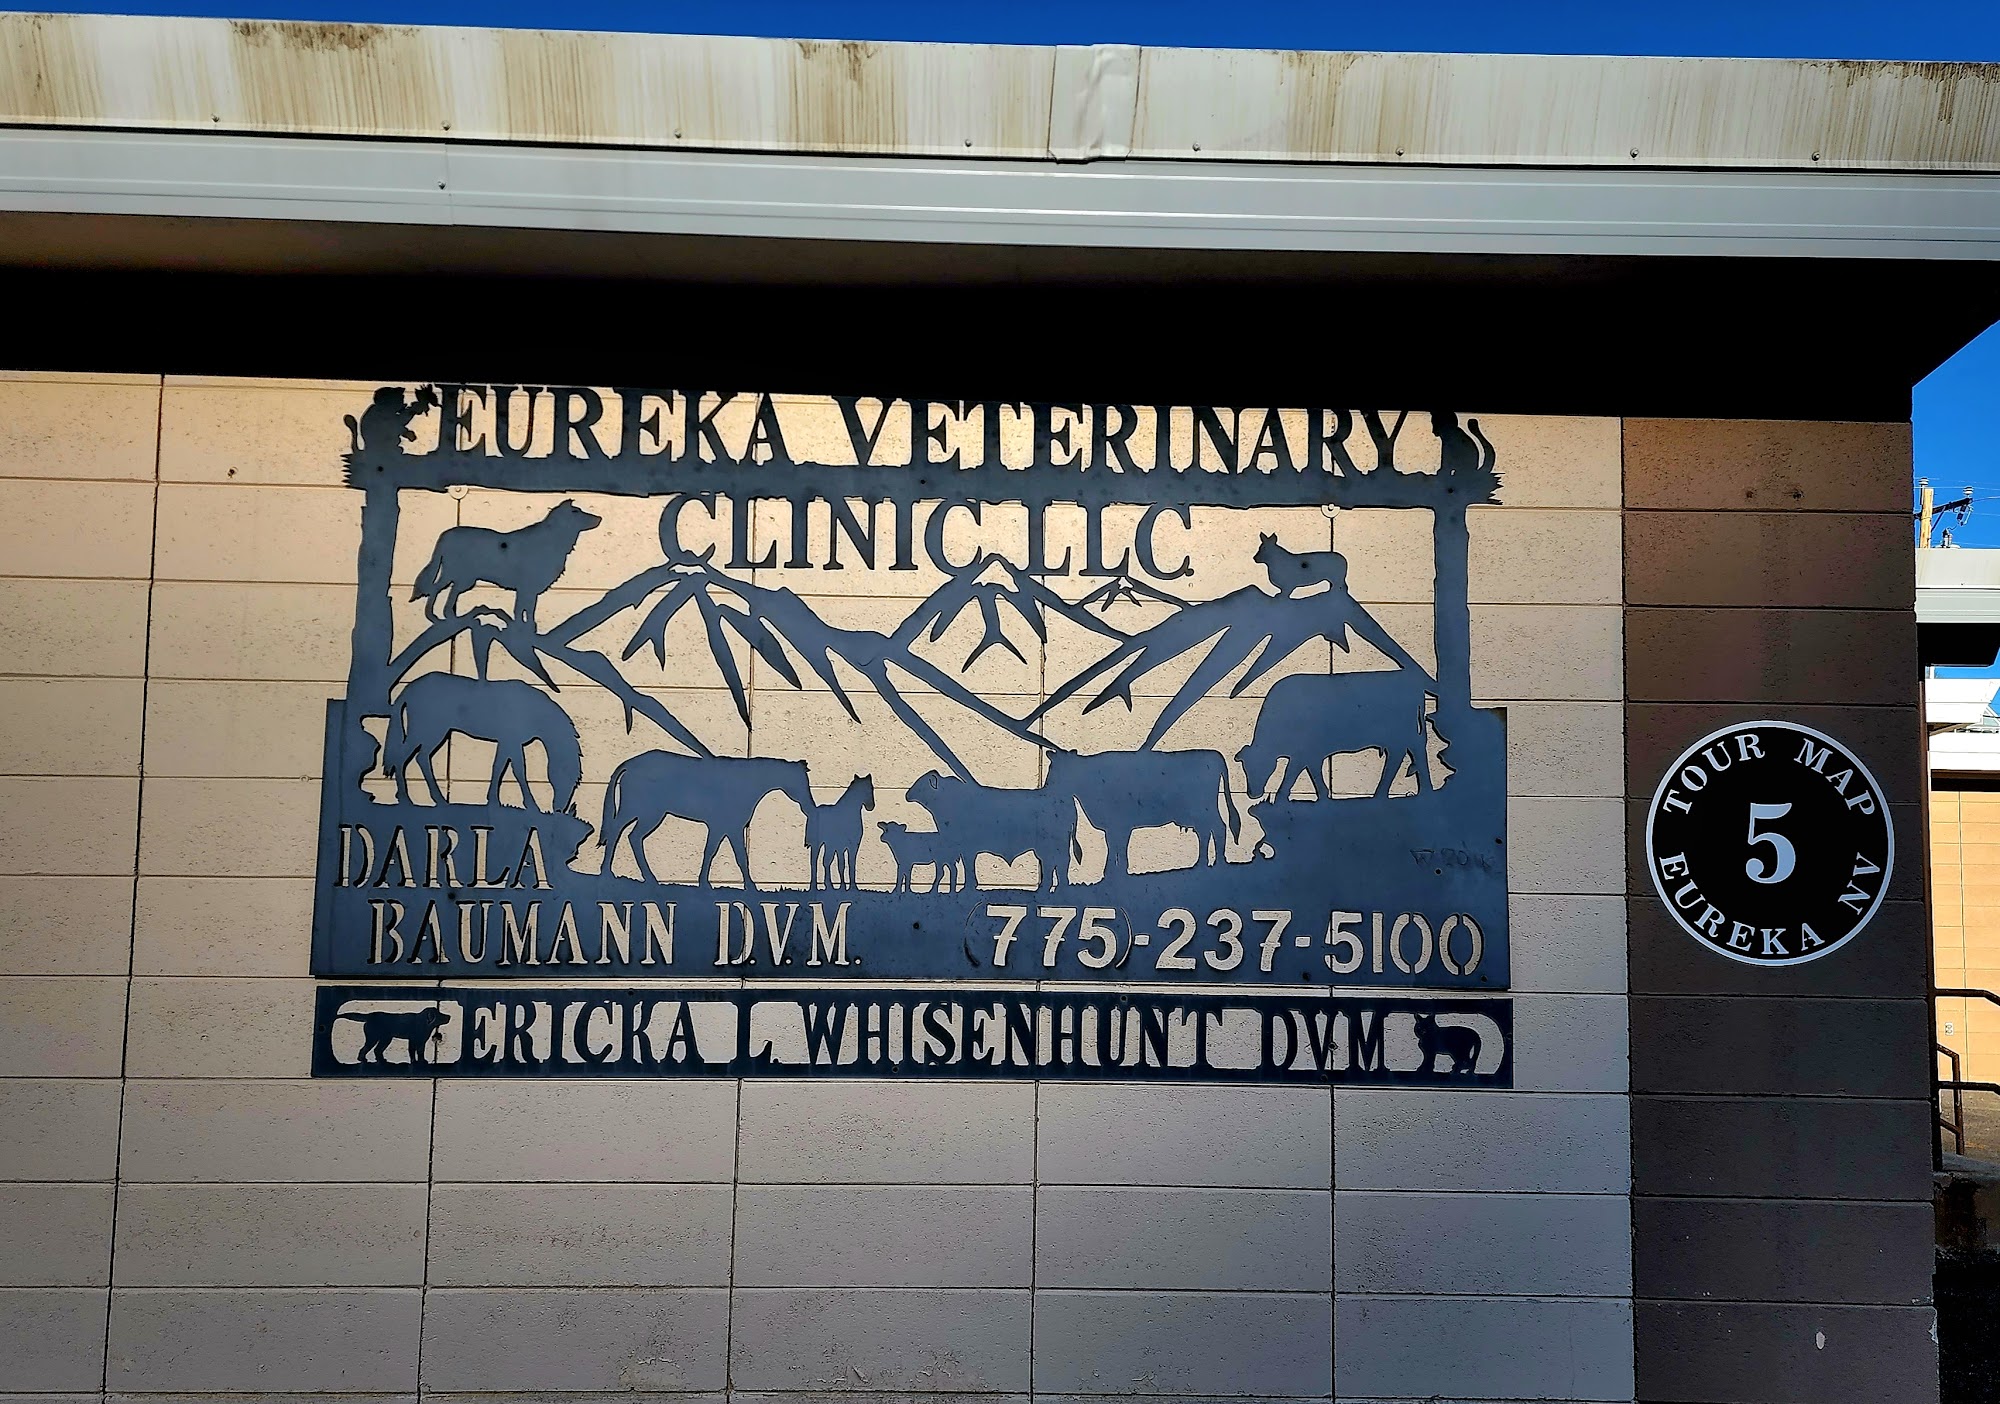 EUREKA VETERINARY
CLINIC LLC.
DARLA
BAUMANN D.V.M.
(775)-237-5100
ERICKA L. WHISENHUNT DVM
TOUR MAP
5
EUREKA NV